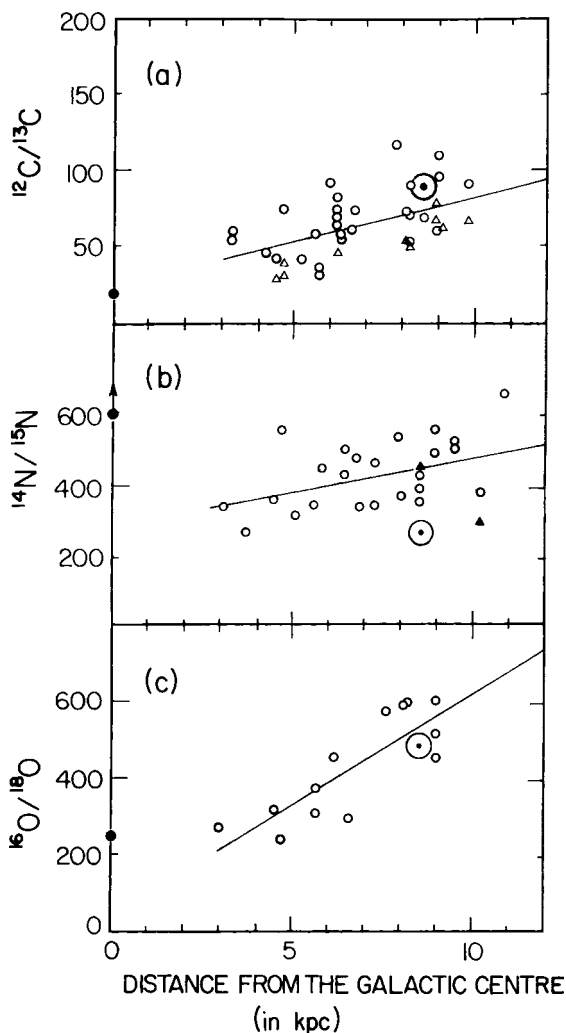 200
(a)
150
¹²C/¹³C
100
50
(b)
600
¹⁴N/¹⁵N
400
200
(c)
600
¹⁶O/¹⁸O
400
200
0
0 5 10
DISTANCE FROM THE GALACTIC CENTRE
(in kpc)